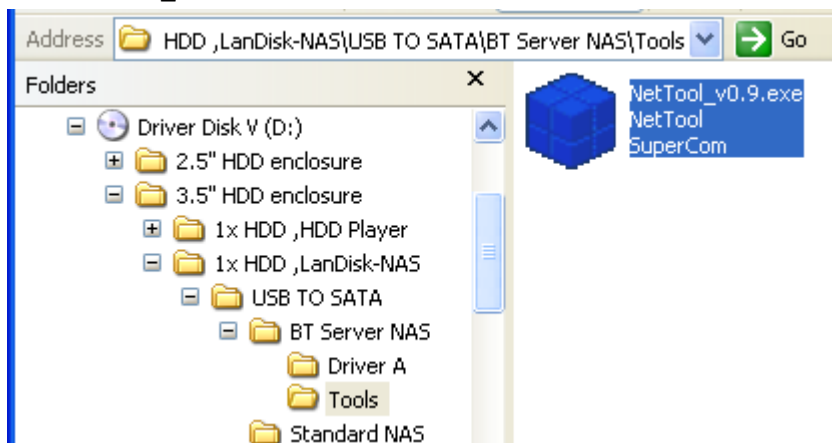 Address HDD ,LanDisk-NAS\USB TO SATA\BT Server NAS\Tools Go
Folders
Driver Disk V (D:)
2.5" HDD enclosure
3.5" HDD enclosure
1x HDD ,HDD Player
1x HDD ,LanDisk-NAS
USB TO SATA
BT Server NAS
Driver A
Tools
Standard NAS
NetTool_v0.9.exe
NetTool
SuperCom